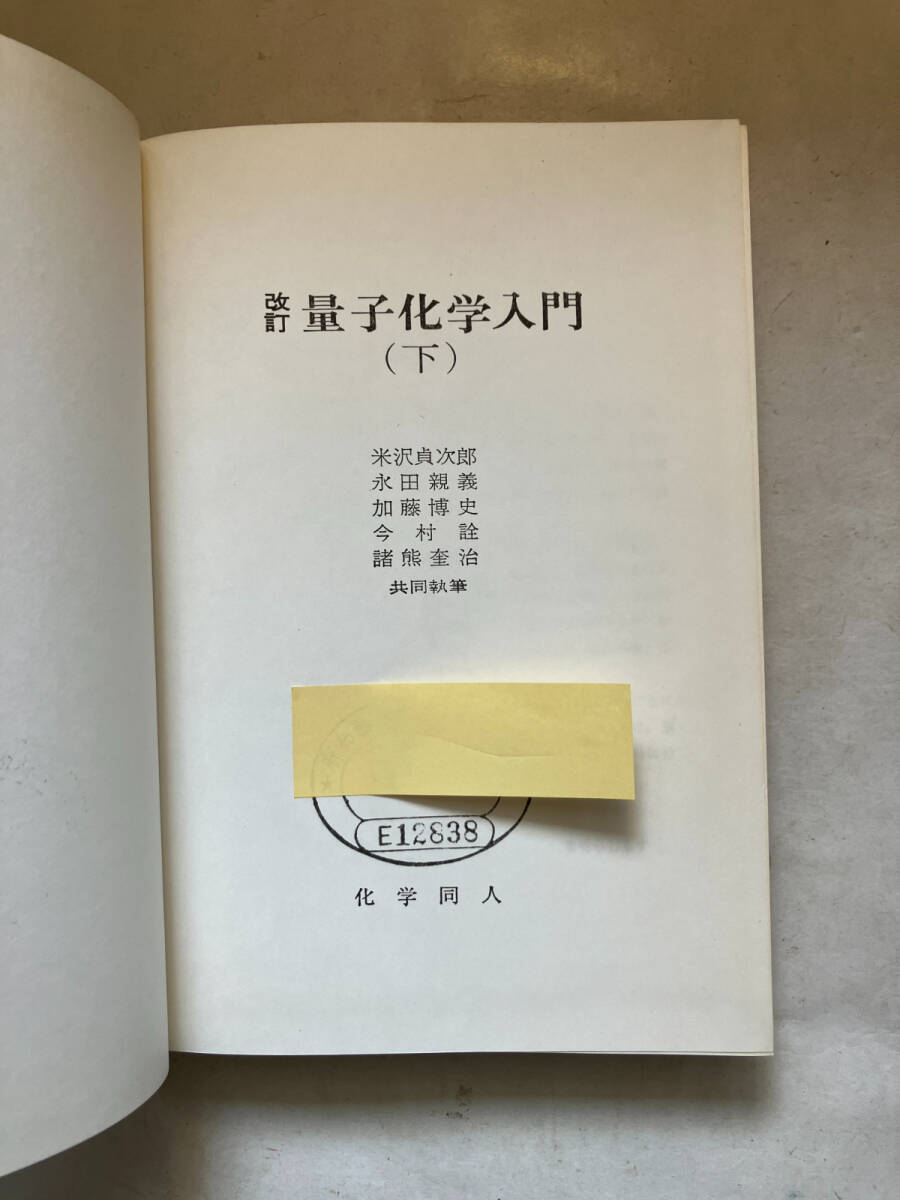 改訂 量子化学入門
(下)
米沢貞次郎
永田親義
加藤博史
今村詮
諸熊奎治
共同執筆
E12838
化学同人